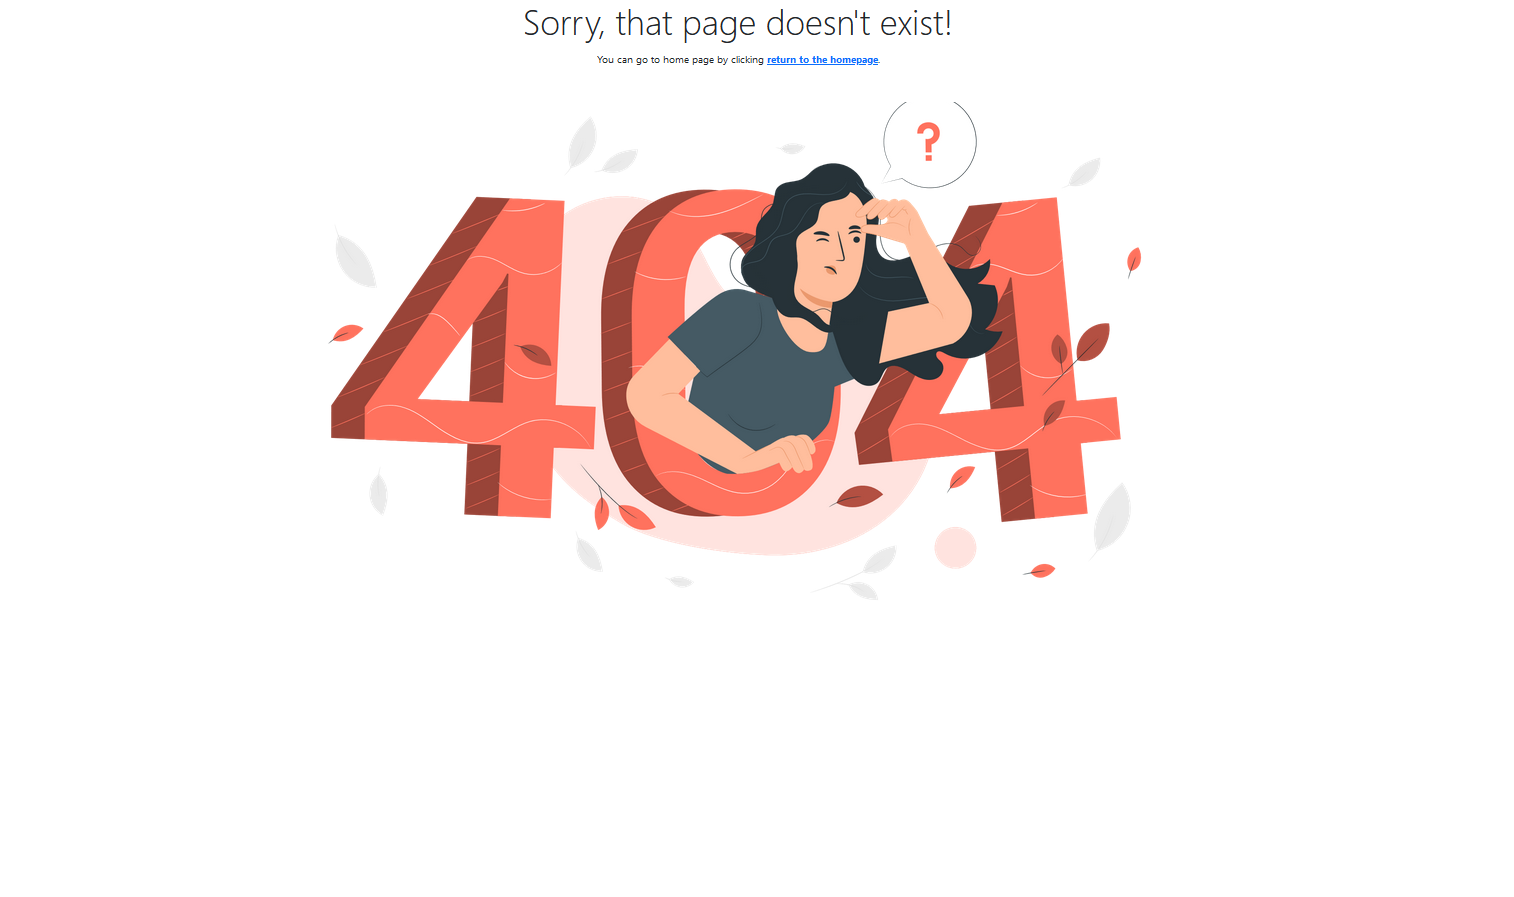 Sorry, that page doesn't exist!
You can go to home page by clicking return to the homepage.
?
404